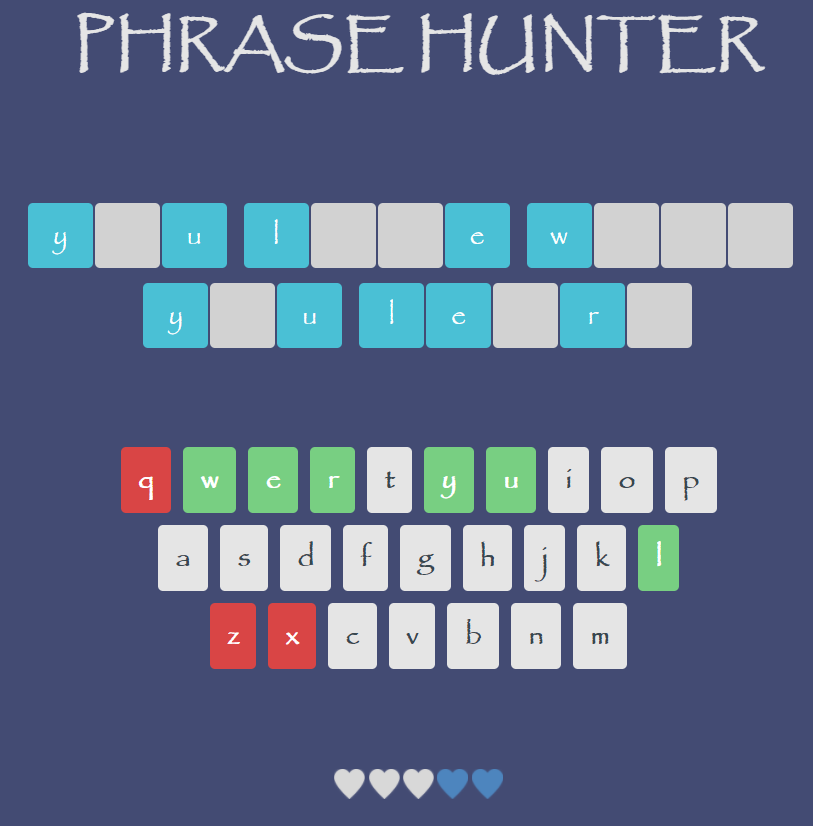 PHRASE HUNTER
y u l e w
y u l e r
q w e r t y u i o p
a s d f g h j k l
z x c v b n m